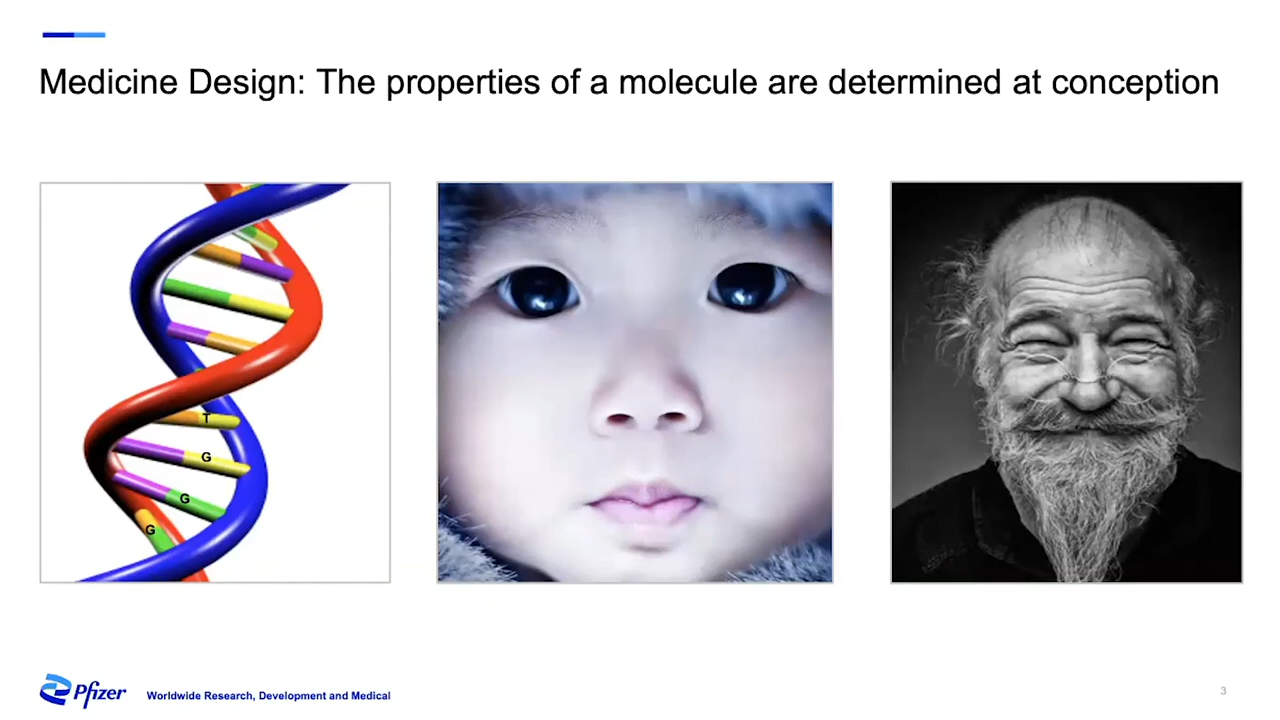 Medicine Design: The properties of a molecule are determined at conception
T
G
G
G
Pfizer
Worldwide Research, Development and Medical
3